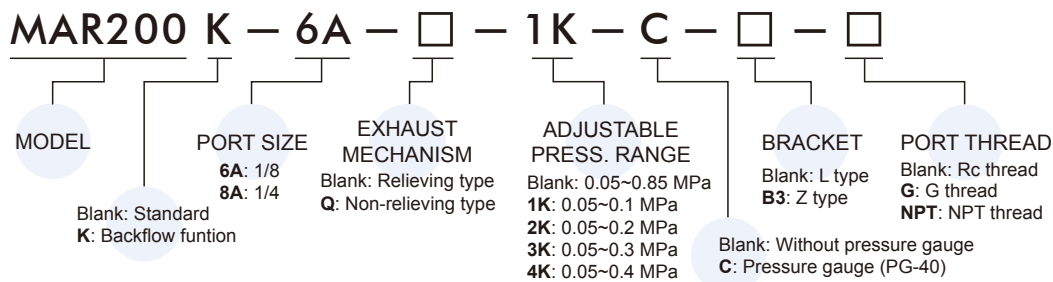 MAR200 K – 6A – □ – 1K – C – □ – □
MODEL
Blank: Standard
K: Backflow funtion
PORT SIZE
6A: 1/8
8A: 1/4
EXHAUST
MECHANISM
Blank: Relieving type
Q: Non-relieving type
ADJUSTABLE
PRESS. RANGE
Blank: 0.05~0.85 MPa
1K: 0.05~0.1 MPa
2K: 0.05~0.2 MPa
3K: 0.05~0.3 MPa
4K: 0.05~0.4 MPa
Blank: Without pressure gauge
C: Pressure gauge (PG-40)
BRACKET
Blank: L type
B3: Z type
PORT THREAD
Blank: Rc thread
G: G thread
NPT: NPT thread